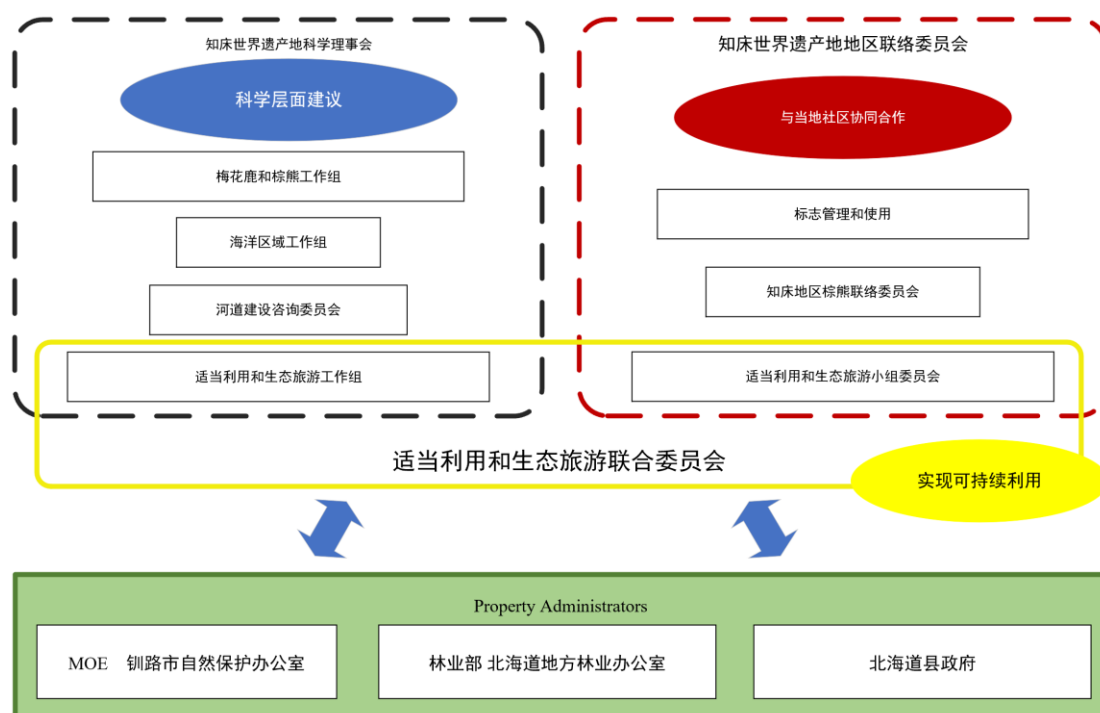 知床世界遗产地科学理事会
科学层面建议
梅花鹿和棕熊工作组
海洋区域工作组
河道建设咨询委员会
适当利用和生态旅游工作组
知床世界遗产地地区联络委员会
与当地社区协同合作
标志管理和使用
知床地区棕熊联络委员会
适当利用和生态旅游小组委员会
适当利用和生态旅游联合委员会
实现可持续利用
Property Administrators
MOE 钏路市自然保护办公室
林业部 北海道地方林业办公室
北海道县政府